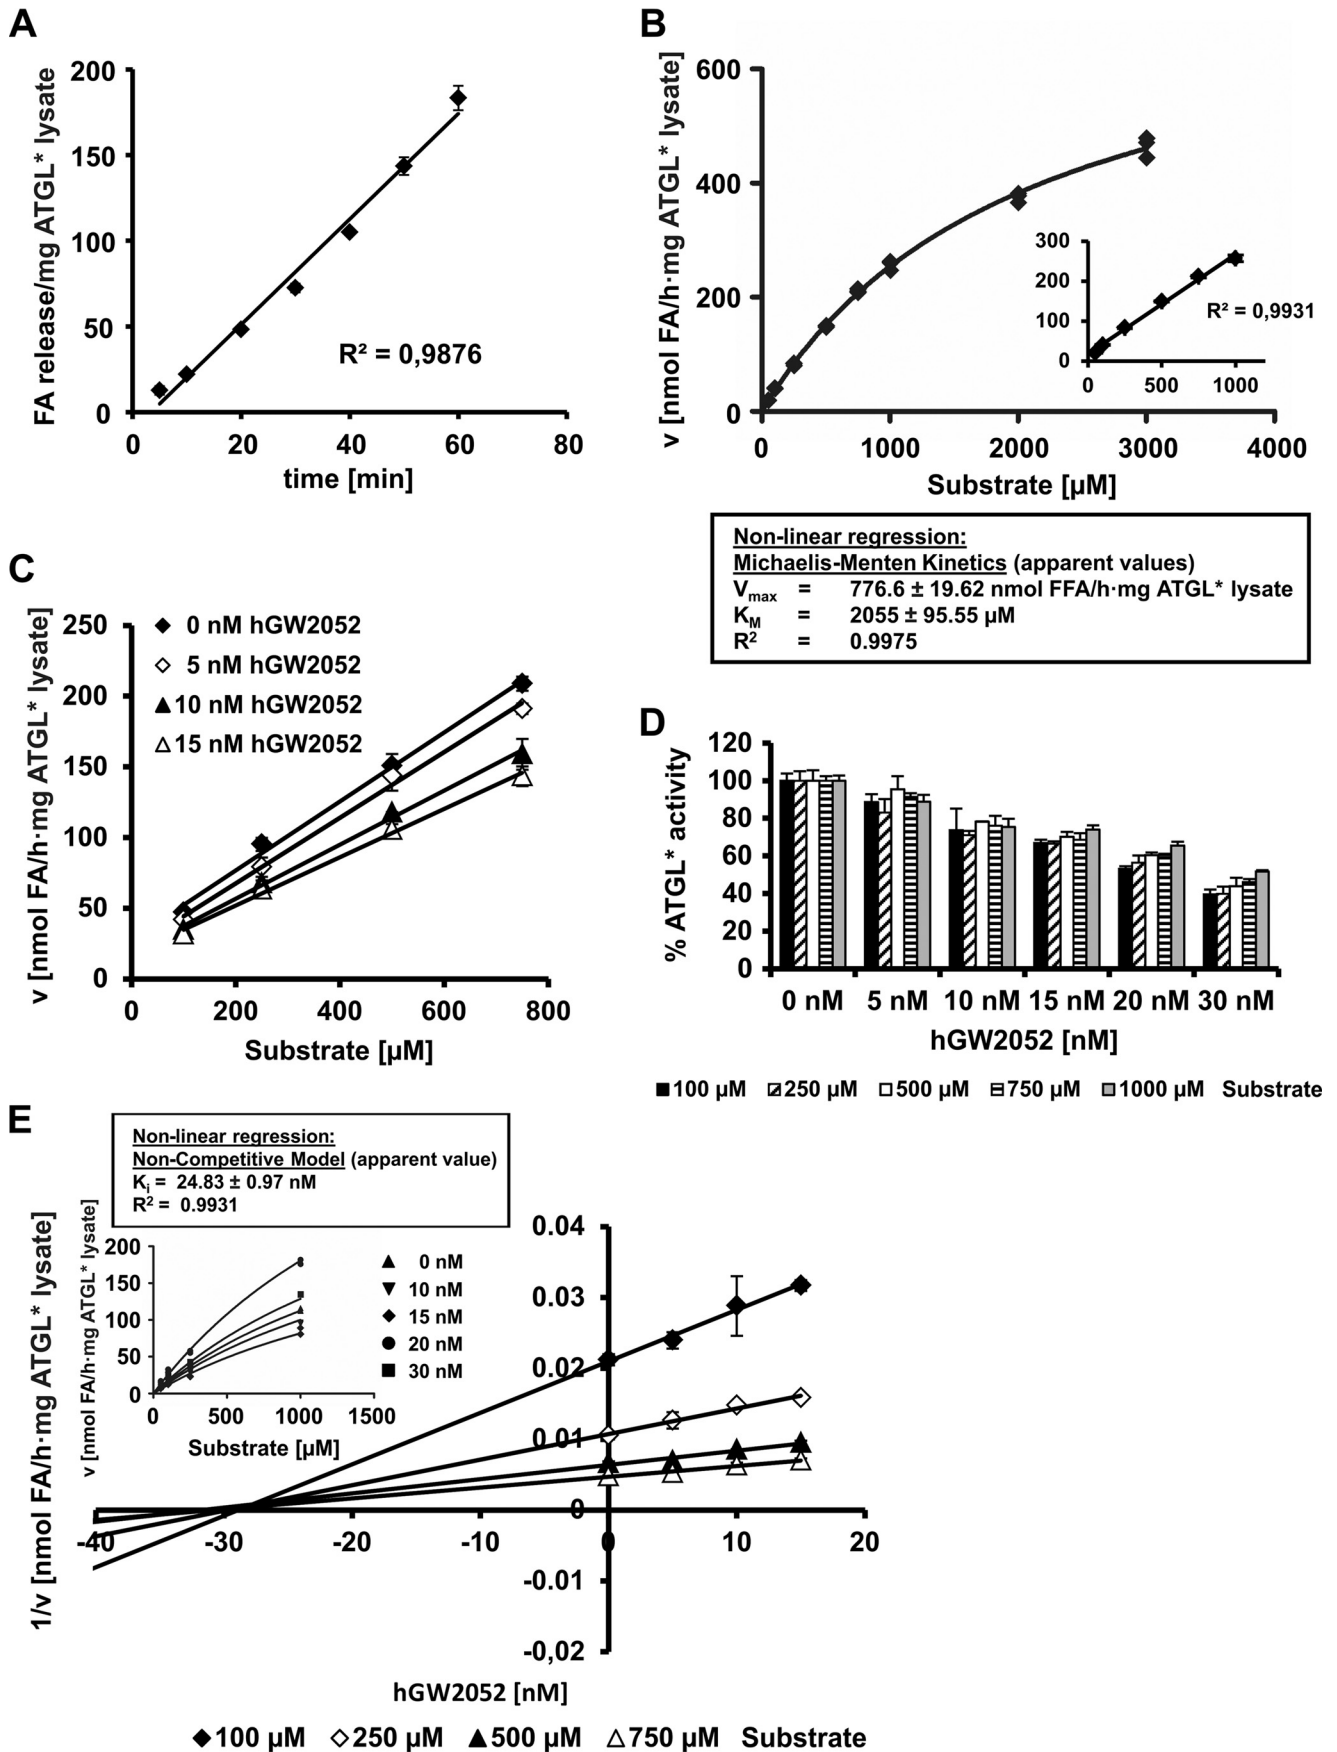 A
FA release/mg ATGL* lysate
200
150
100
50
0
R² = 0,9876
0 20 40 60 80
time [min]
B
v [nmol FA/h·mg ATGL* lysate]
600
400
200
0
300
200
100
0
R² = 0,9931
0 500 1000
0 1000 2000 3000 4000
Substrate [µM]
Non-linear regression:
Michaelis-Menten Kinetics (apparent values)
Vmax = 776.6 ± 19.62 nmol FFA/h·mg ATGL* lysate
KM = 2055 ± 95.55 µM
R² = 0.9975
C
v [nmol FA/h·mg ATGL* lysate]
250
200
150
100
50
0
0 nM hGW2052
5 nM hGW2052
10 nM hGW2052
15 nM hGW2052
0 200 400 600 800
Substrate [µM]
D
% ATGL* activity
120
100
80
60
40
20
0
0 nM 5 nM 10 nM 15 nM 20 nM 30 nM
hGW2052 [nM]
100 µM 250 µM 500 µM 750 µM 1000 µM Substrate
E
Non-linear regression:
Non-Competitive Model (apparent value)
Ki = 24.83 ± 0.97 nM
R² = 0.9931
1/v [nmol FA/h·mg ATGL* lysate]
v [nmol FA/h·mg ATGL* lysate]
200
150
100
50
0
0 500 1000 1500
Substrate [µM]
0 nM
10 nM
15 nM
20 nM
30 nM
0.04
0.03
0.02
0.01
0
-40 -30 -20 -10 0 10 20
-0.01
-0,02
hGW2052 [nM]
100 µM 250 µM 500 µM 750 µM Substrate